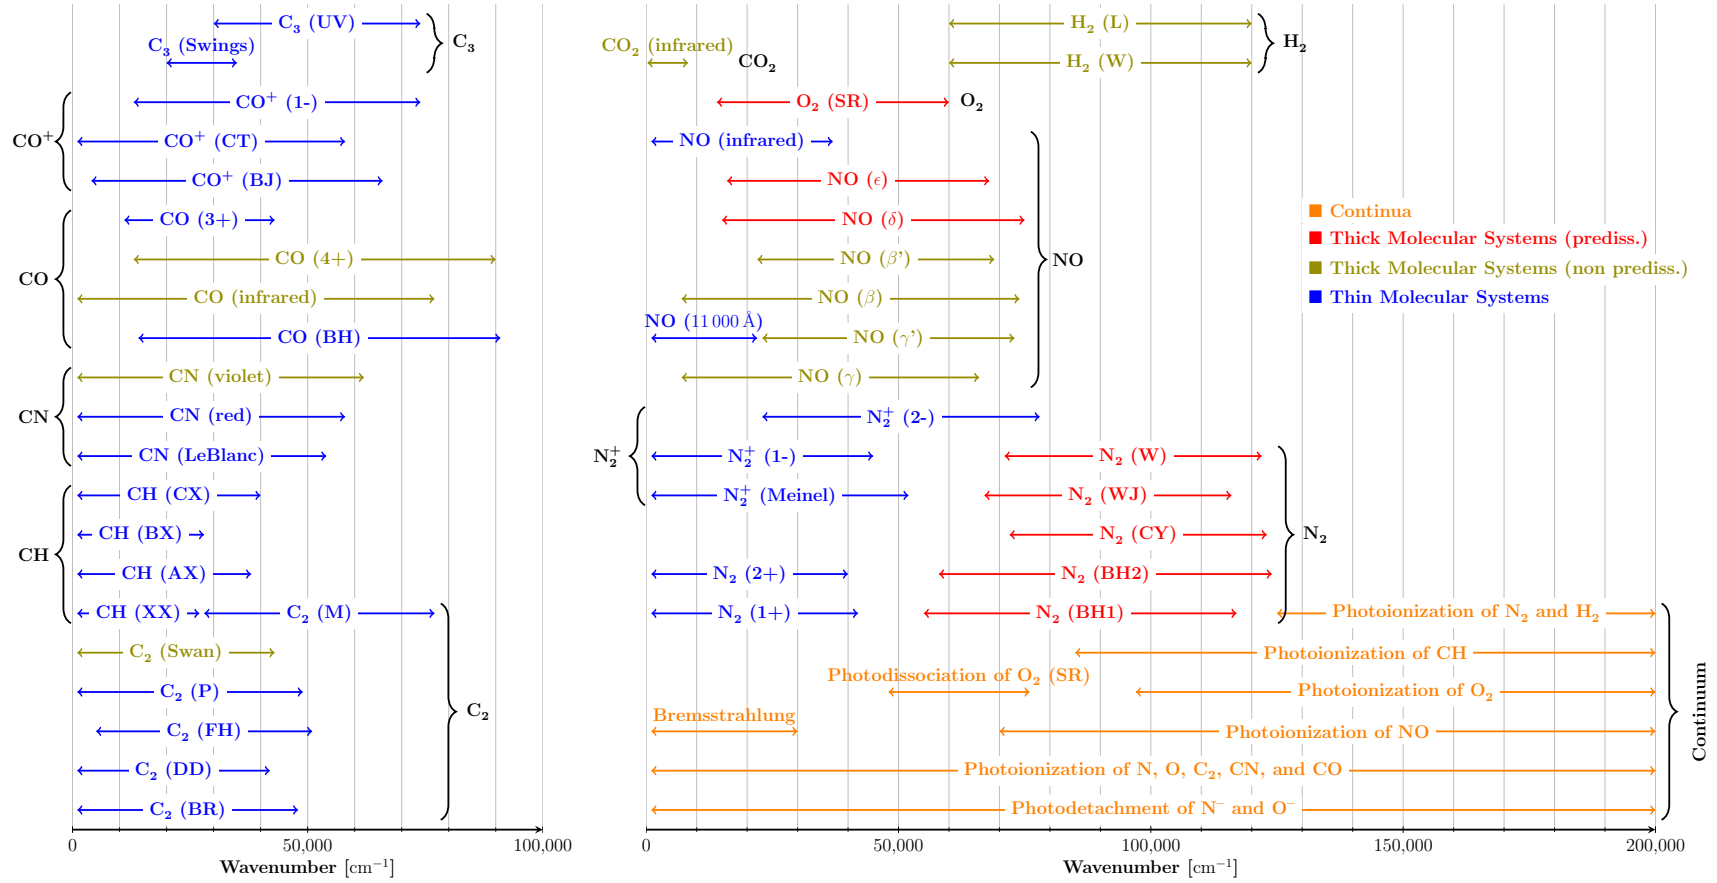 C₃ (UV)
C₃ (Swings)
C₃
CO⁺ (1-)
CO⁺ (CT)
CO⁺ (BJ)
CO⁺
CO (3+)
CO (4+)
CO (infrared)
CO (BH)
CO
CN (violet)
CN (red)
CN (LeBlanc)
CN
CH (CX)
CH (BX)
CH (AX)
CH (XX)
CH
C₂ (M)
C₂ (Swan)
C₂ (P)
C₂ (FH)
C₂ (DD)
C₂ (BR)
C₂
0 50,000 100,000
Wavenumber [cm⁻¹]
H₂ (L)
H₂ (W)
H₂
CO₂ (infrared)
CO₂
O₂ (SR)
O₂
NO (infrared)
NO (ϵ)
NO (δ)
NO (β')
NO (β)
NO (11 000 Å)
NO (γ')
NO (γ)
NO
N₂⁺ (2-)
N₂⁺ (1-)
N₂⁺ (Meinel)
N₂⁺
N₂ (W)
N₂ (WJ)
N₂ (CY)
N₂ (2+)
N₂ (BH2)
N₂ (1+)
N₂ (BH1)
N₂
Photoionization of N₂ and H₂
Photoionization of CH
Photodissociation of O₂ (SR)
Photoionization of O₂
Bremsstrahlung
Photoionization of NO
Photoionization of N, O, C₂, CN, and CO
Photodetachment of N⁻ and O⁻
Continuum
0 50,000 100,000 150,000 200,000
Wavenumber [cm⁻¹]
Continua
Thick Molecular Systems (prediss.)
Thick Molecular Systems (non prediss.)
Thin Molecular Systems